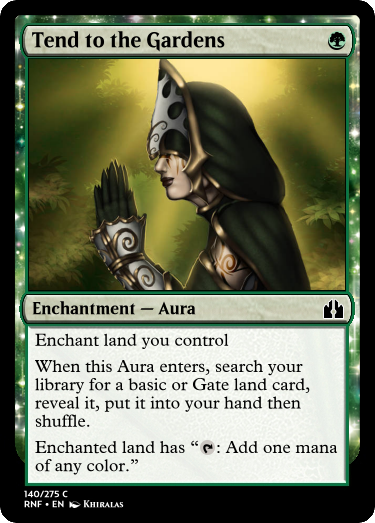 Tend to the Gardens
Enchantment — Aura
Enchant land you control
When this Aura enters, search your
library for a basic or Gate land card,
reveal it, put it into your hand then
shuffle.
Enchanted land has “: Add one mana
of any color.”
140/275 C
RNF • EN Khiralas